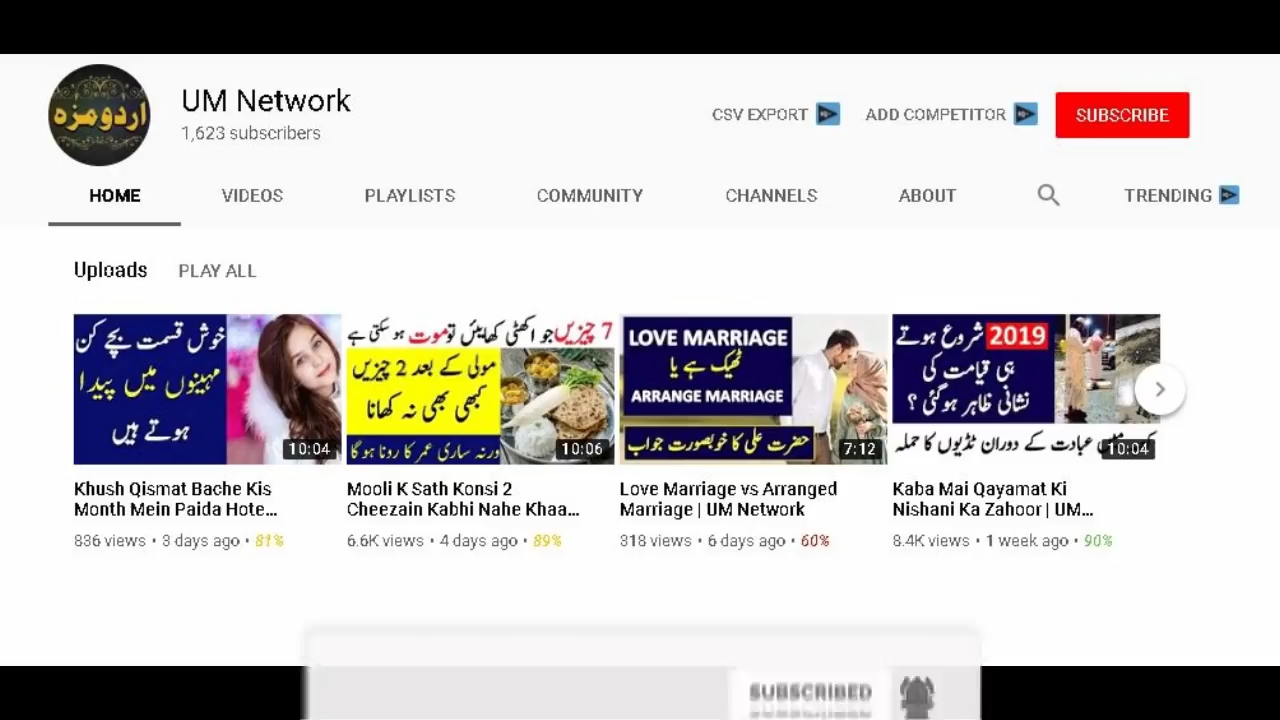 اردو مزہ
UM Network
1,623 subscribers
CSV EXPORT
ADD COMPETITOR
SUBSCRIBE
HOME
VIDEOS
PLAYLISTS
COMMUNITY
CHANNELS
ABOUT
TRENDING
Uploads
PLAY ALL
خوش قسمت بچے کن
مہینوں میں پیدا
ہوتے ہیں
10:04
Khush Qismat Bache Kis
Month Mein Paida Hote...
836 views • 3 days ago • 81%
7 چیزیں جو اکھٹی کھایئں تو موت ہو سکتی ہے
مولی کے بعد 2 چیزیں
کبھی بھی نہ کھانا
ورنہ ساری عمر کا رونا ہو گا
10:06
Mooli K Sath Konsi 2
Cheezain Kabhi Nahe Khaa...
6.6K views • 4 days ago • 89%
LOVE MARRIAGE
ٹھیک ہے یا
ARRANGE MARRIAGE
حضرت علی کا خوبصورت جواب
7:12
Love Marriage vs Arranged
Marriage | UM Network
318 views • 6 days ago • 60%
2019 شروع ہوتے
ہی قیامت کی
نشانی ظاہر ہوگئی ؟
میں عبادت کے دوران ٹڈیوں کا حملہ
10:04
Kaba Mai Qayamat Ki
Nishani Ka Zahoor | UM...
8.4K views • 1 week ago • 90%
SUBSCRIBED